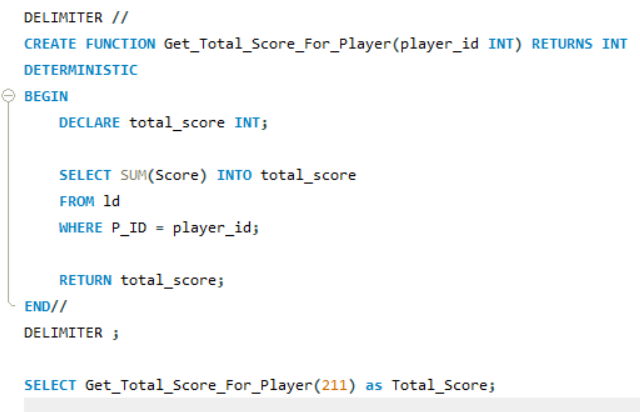 DELIMITER //
CREATE FUNCTION Get_Total_Score_For_Player(player_id INT) RETURNS INT
DETERMINISTIC
BEGIN
DECLARE total_score INT;
SELECT SUM(Score) INTO total_score
FROM ld
WHERE P_ID = player_id;
RETURN total_score;
END//
DELIMITER ;
SELECT Get_Total_Score_For_Player(211) as Total_Score;